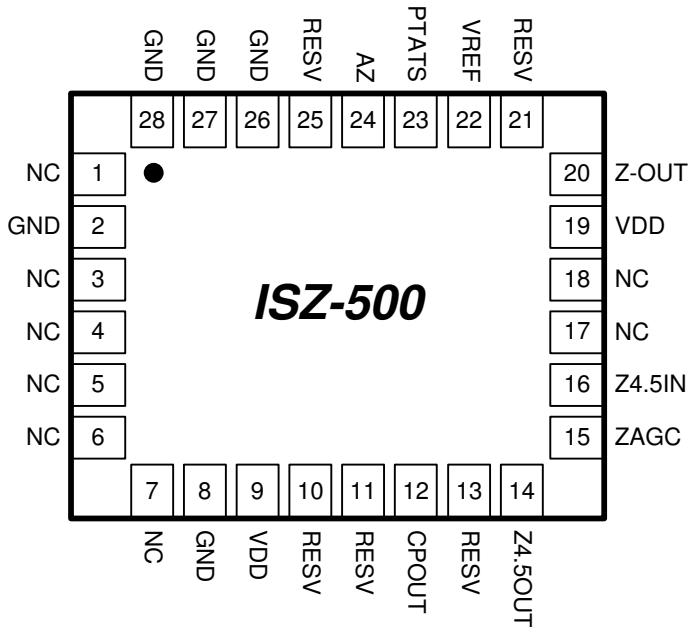 GND GND GND RESV AZ PTATS VREF RESV
28 27 26 25 24 23 22 21
NC 1 20 Z-OUT
GND 2 19 VDD
NC 3 18 NC
ISZ-500
NC 4 17 NC
NC 5 16 Z4.5IN
NC 6 15 ZAGC
7 8 9 10 11 12 13 14
NC GND VDD RESV RESV CPOUT RESV Z4.5OUT